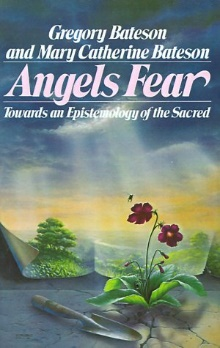 Gregory Bateson
and Mary Catherine Bateson
Angels Fear
Towards an Epistemology of the Sacred